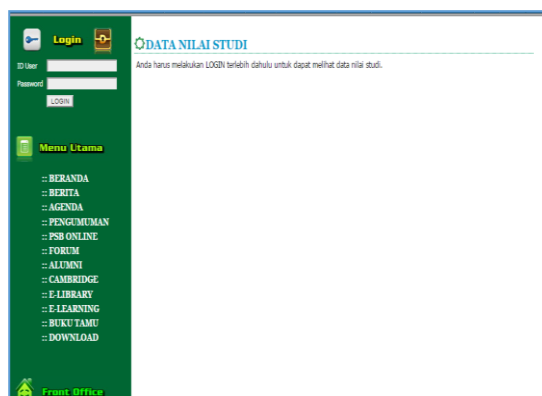 Login
ID User
Password
LOGIN
Menu Utama
:: BERANDA
:: BERITA
:: AGENDA
:: PENGUMUMAN
:: PSB ONLINE
:: FORUM
:: ALUMNI
:: CAMBRIDGE
:: E-LIBRARY
:: E-LEARNING
:: BUKU TAMU
:: DOWNLOAD
Front Office
DATA NILAI STUDI
Anda harus melakukan LOGIN terlebih dahulu untuk dapat melihat data nilai studi.